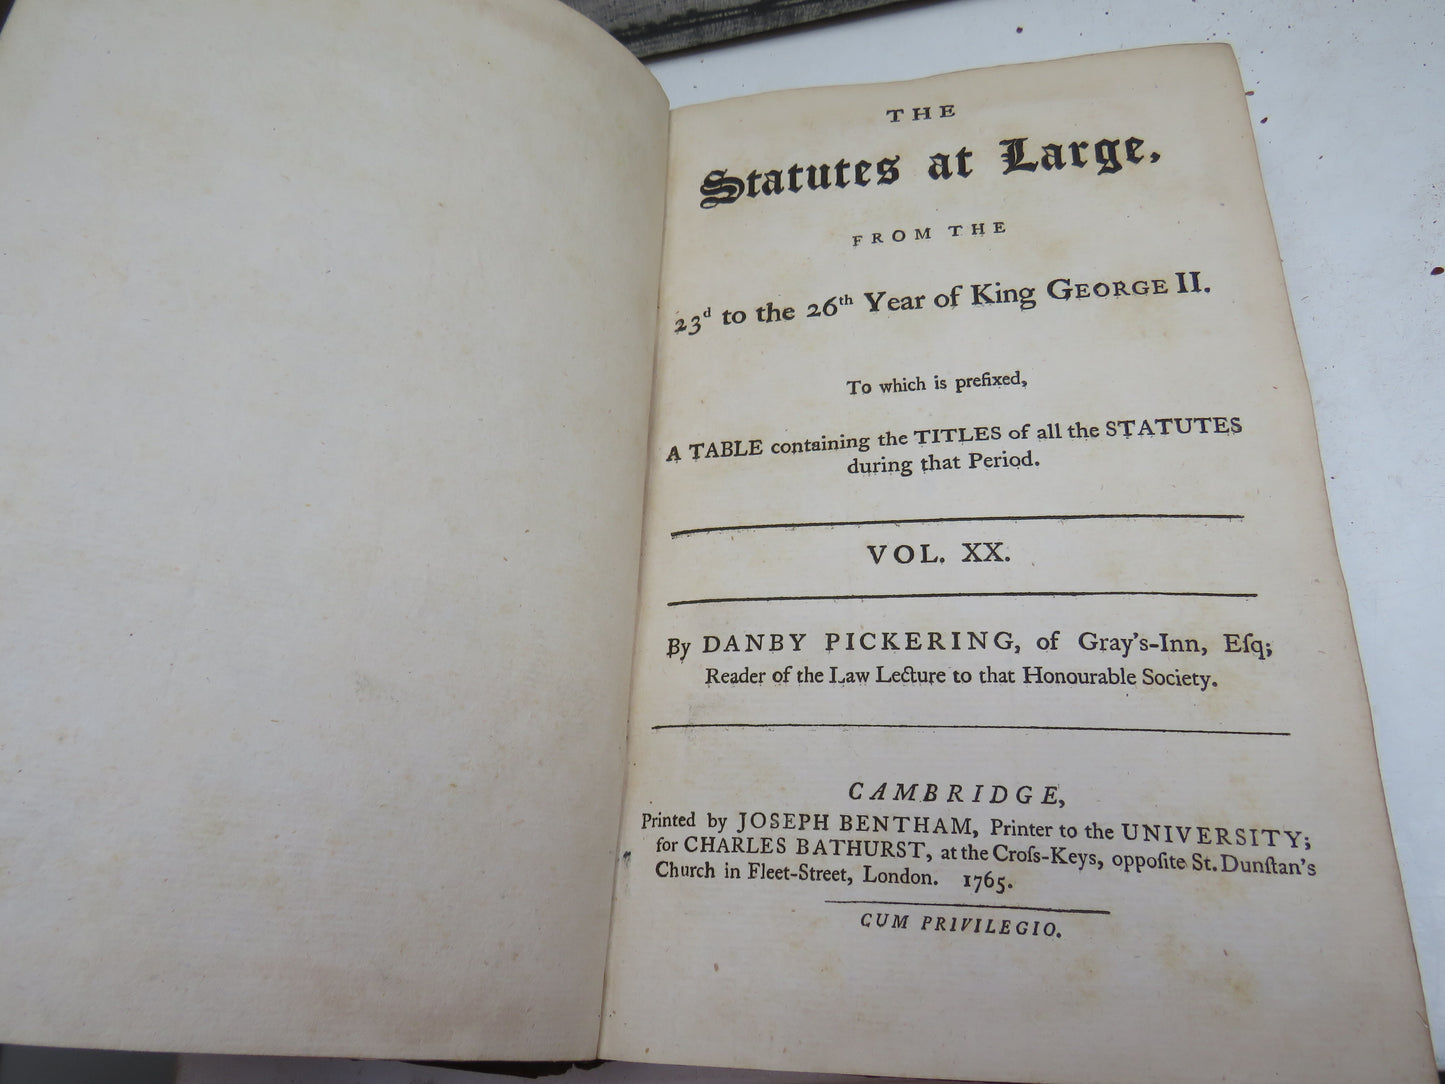 THE
Statutes at Large,
FROM THE
23d to the 26th Year of King GEORGE II.
To which is prefixed,
A TABLE containing the TITLES of all the STATUTES
during that Period.
VOL. XX.
By DANBY PICKERING, of Gray's-Inn, Eſq;
Reader of the Law Lecture to that Honourable Society.
CAMBRIDGE,
Printed by JOSEPH BENTHAM, Printer to the UNIVERSITY;
for CHARLES BATHURST, at the Croſs-Keys, oppoſite St. Dunſtan's
Church in Fleet-Street, London. 1765.
CUM PRIVILEGIO.